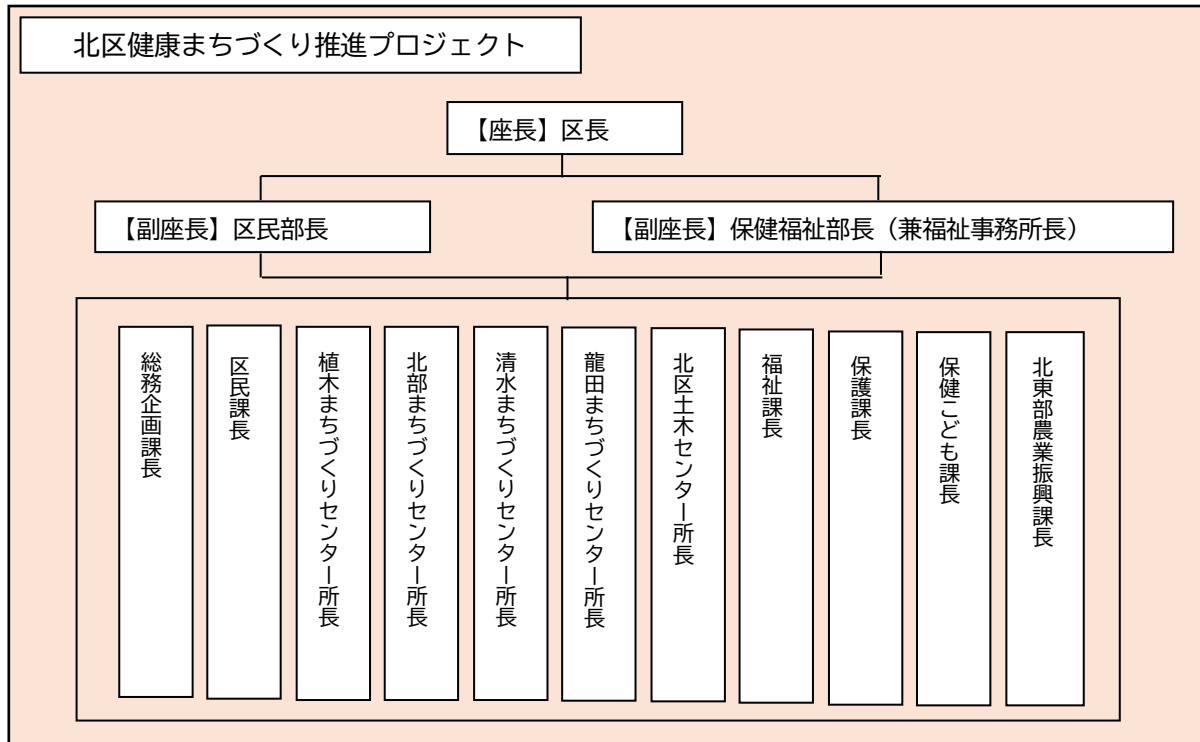 北区健康まちづくり推進プロジェクト
【座長】区長
【副座長】区民部長
【副座長】保健福祉部長（兼福祉事務所長）
総務企画課長
区民課長
植木まちづくりセンター所長
北部まちづくりセンター所長
清水まちづくりセンター所長
龍田まちづくりセンター所長
北区土木センター所長
福祉課長
保護課長
保健こども課長
北東部農業振興課長